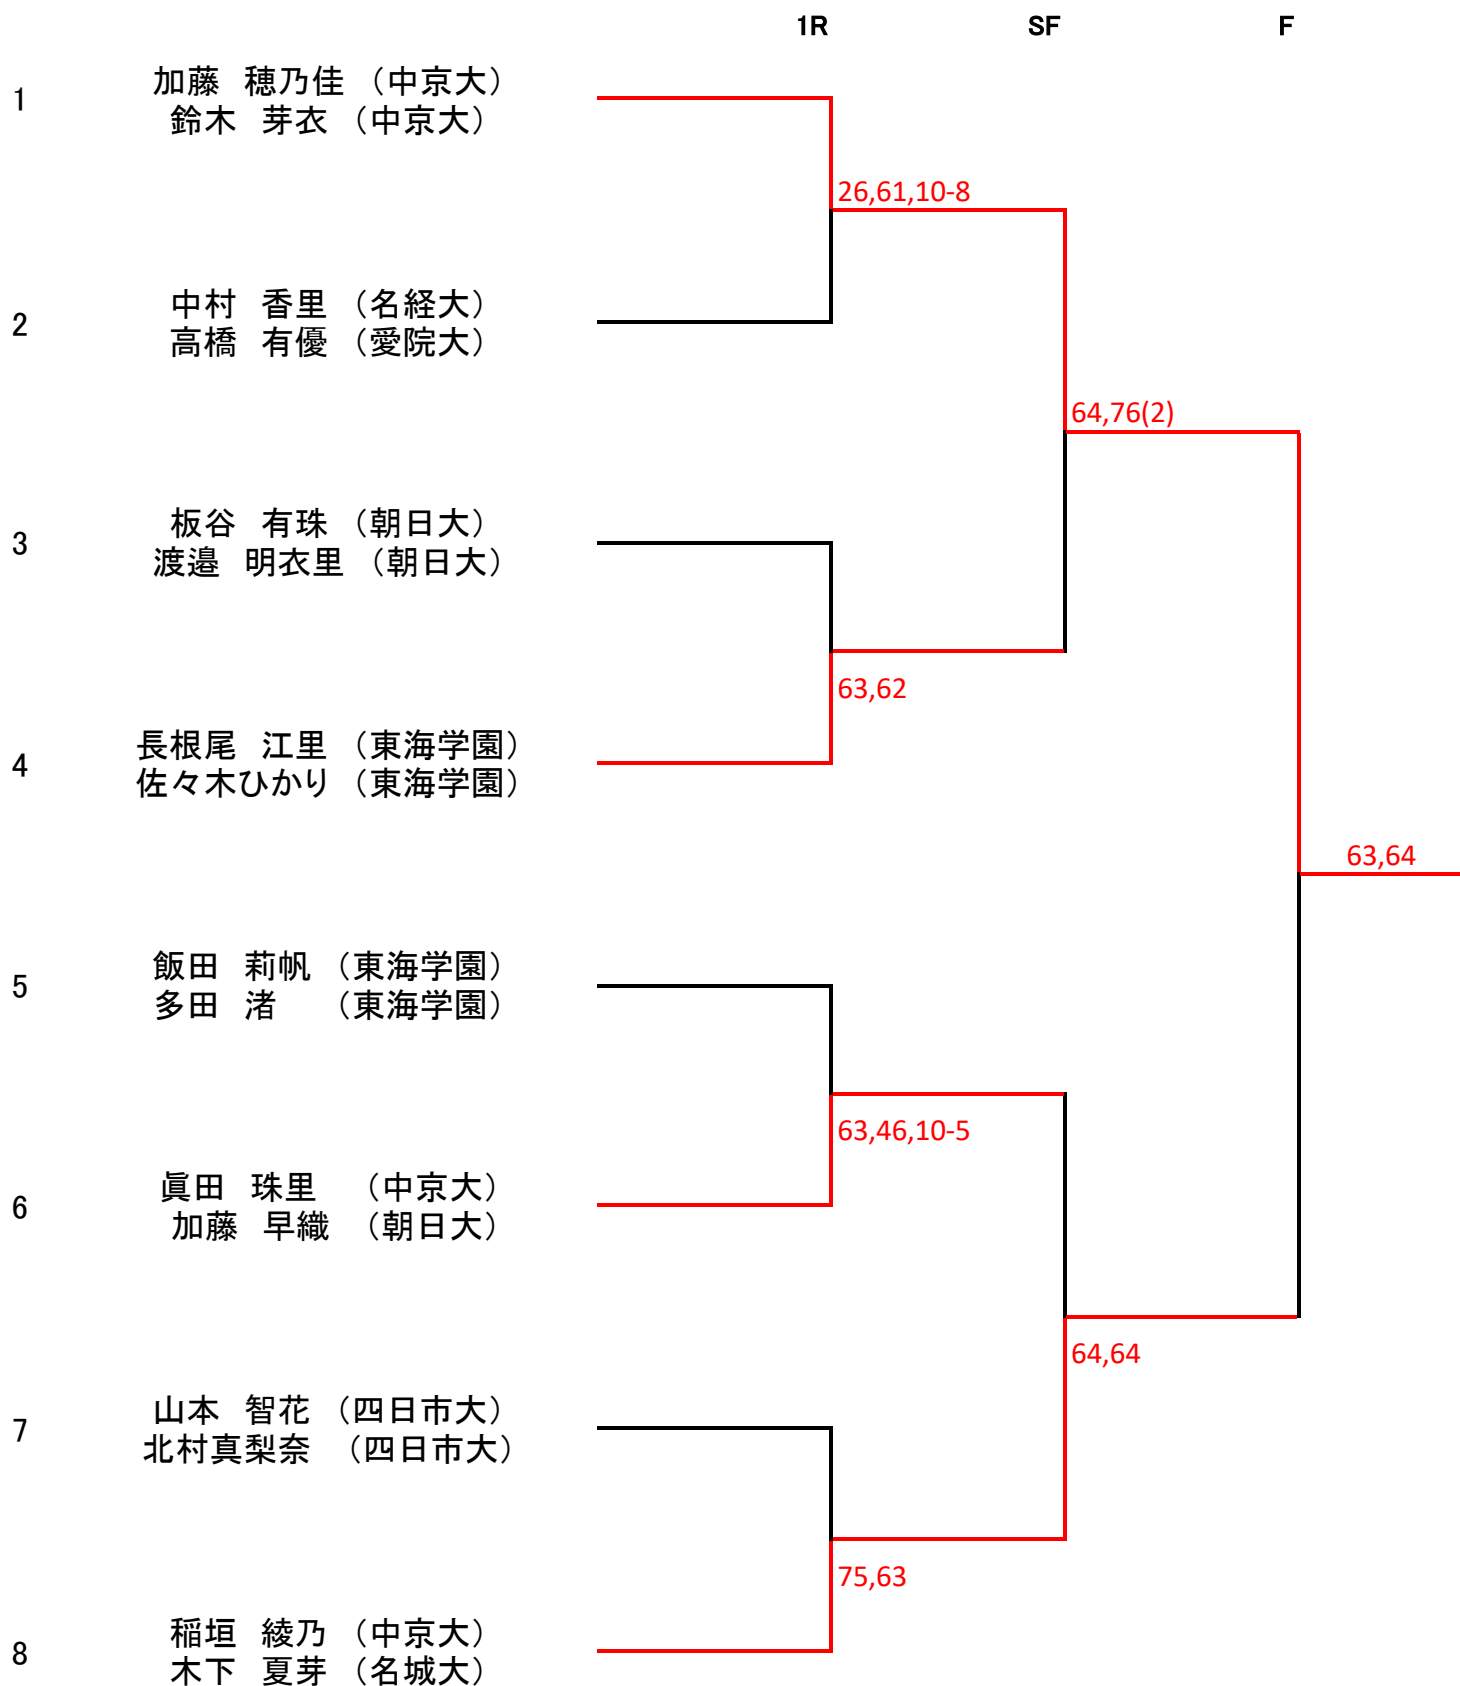 1R SF F
1
加藤　穂乃佳 （中京大）
鈴木　芽衣 （中京大）
26,61,10-8
2
中村　香里 （名経大）
高橋　有優 （愛院大）
64,76(2)
3
板谷　有珠 （朝日大）
渡邉　明衣里 （朝日大）
63,62
4
長根尾　江里 （東海学園）
佐々木ひかり （東海学園）
63,64
5
飯田　莉帆 （東海学園）
多田　渚　 （東海学園）
63,46,10-5
6
眞田　珠里　 （中京大）
加藤　早織　（朝日大）
64,64
7
山本　智花 （四日市大）
北村真梨奈　（四日市大）
75,63
8
稲垣　綾乃 （中京大）
木下　夏芽 （名城大）